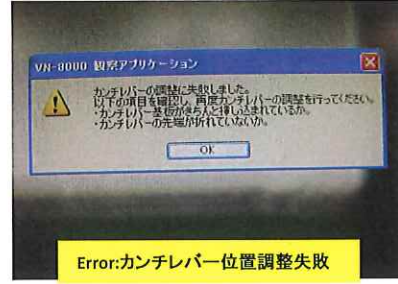 VN-8000 観察アプリケーション
カンチレバーの調整に失敗しました。
以下の項目を確認し、再度カンチレバーの調整を行ってください。
・カンチレバー基板がきちんと挿し込まれているか。
・カンチレバーの先端が折れていないか。
OK
Error:カンチレバー位置調整失敗